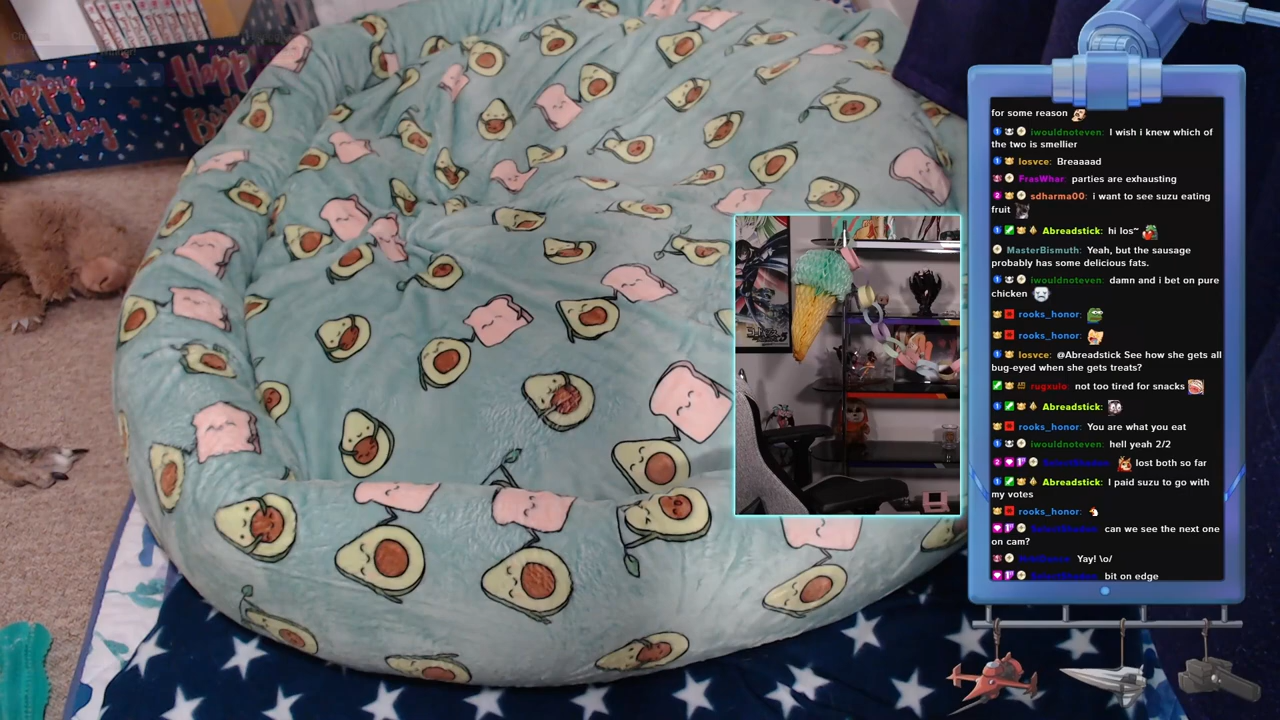 Happy
Birthday
Happy
for some reason
iwouldnoteven: I wish i knew which of
the two is smellier
losvce: Breaaaad
FrasWhar: parties are exhausting
sdharma00: i want to see suzu eating
fruit
Abreadstick: hi los~
MasterBismuth: Yeah, but the sausage
probably has some delicious fats.
iwouldnoteven: damn and i bet on pure
chicken
rooks_honor:
rooks_honor:
losvce: @Abreadstick See how she gets all
bug-eyed when she gets treats?
rugxulo: not too tired for snacks
Abreadstick:
rooks_honor: You are what you eat
iwouldnoteven: hell yeah 2/2
lost both so far
Abreadstick: I paid suzu to go with
my votes
rooks_honor:
can we see the next one
on cam?
Yay! \o/
bit on edge